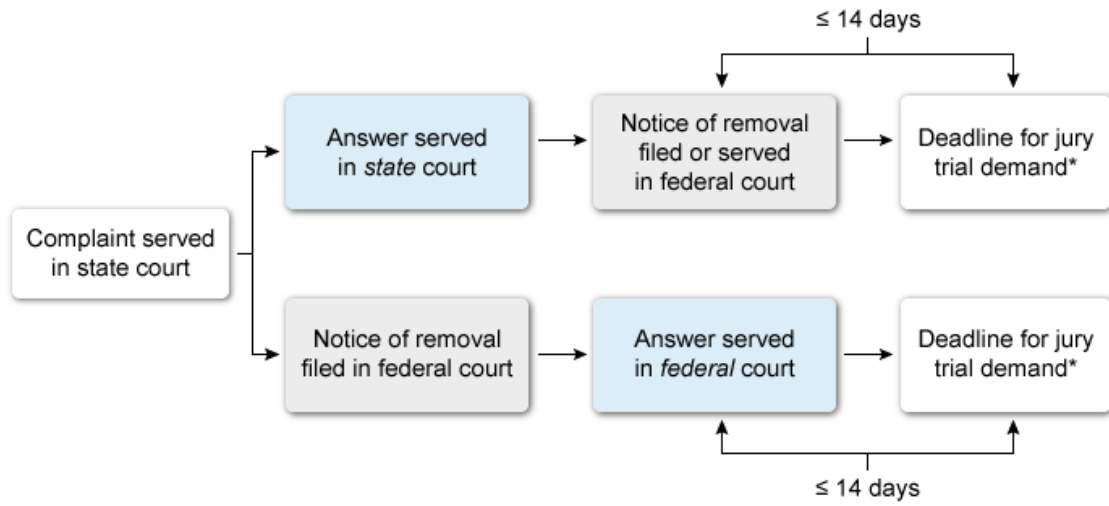 ≤ 14 days
Answer served
in state court
Notice of removal
filed or served
in federal court
Deadline for jury
trial demand*
Complaint served
in state court
Notice of removal
filed in federal court
Answer served
in federal court
Deadline for jury
trial demand*
≤ 14 days